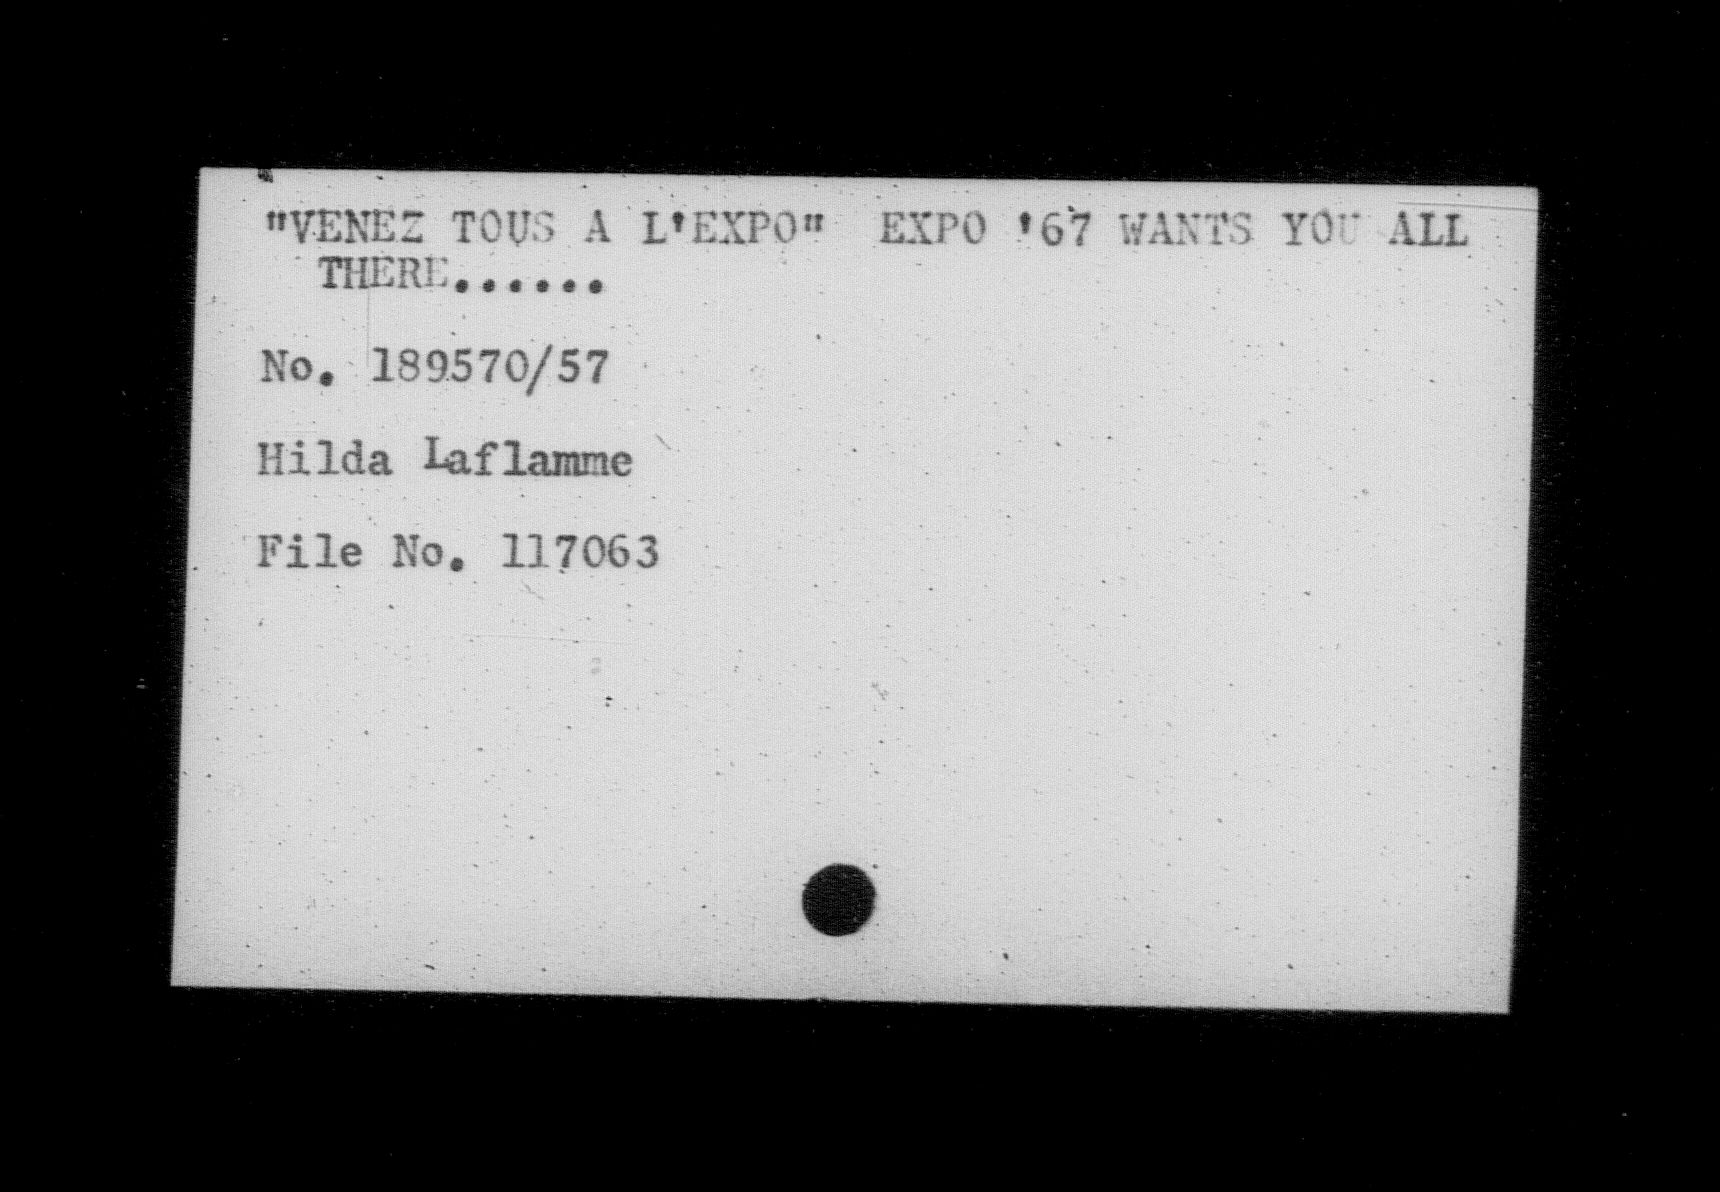 "VENEZ TOUS A L'EXPO" EXPO '67 WANTS YOU ALL
THERE......
No. 189570/57
Hilda Laflamme
File No. 117063